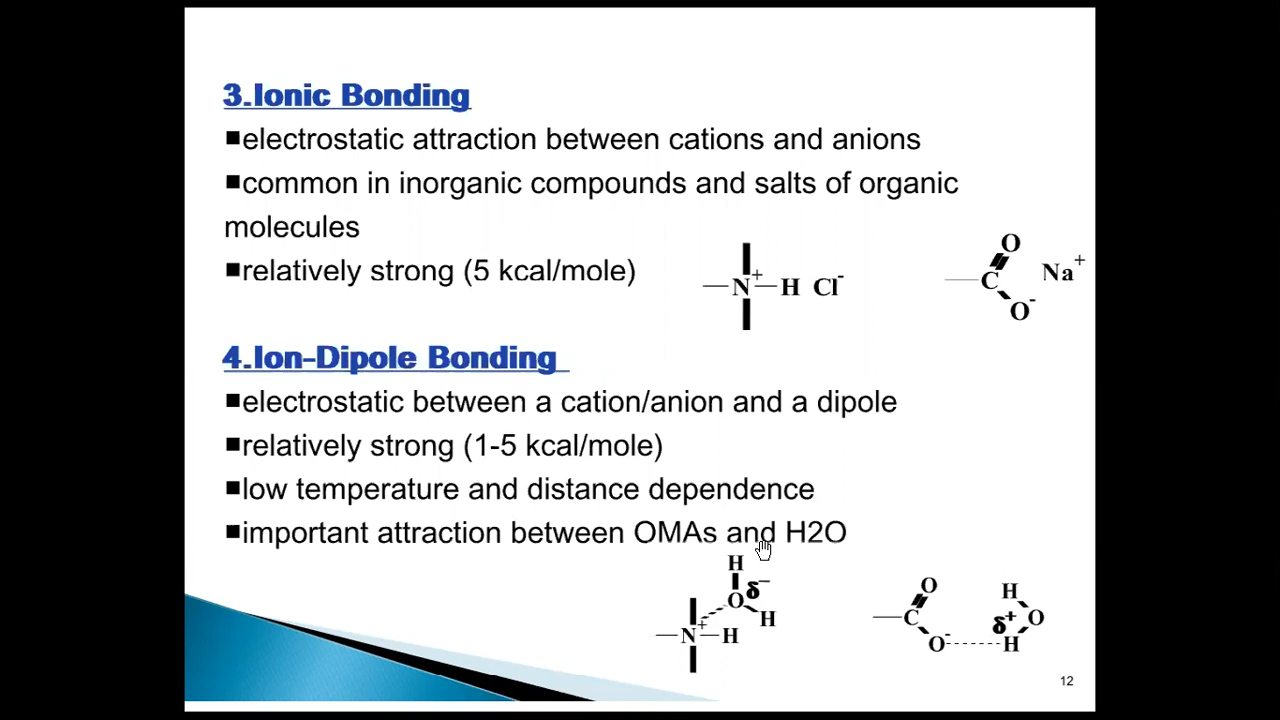 3.Ionic Bonding
■electrostatic attraction between cations and anions
■common in inorganic compounds and salts of organic
molecules
■relatively strong (5 kcal/mole)
N+ H Cl-
C O O- Na+
4.Ion-Dipole Bonding
■electrostatic between a cation/anion and a dipole
■relatively strong (1-5 kcal/mole)
■low temperature and distance dependence
■important attraction between OMAs and H2O
H
O δ−
H
N+ H
O
C
O-
H
δ+ O
H
12